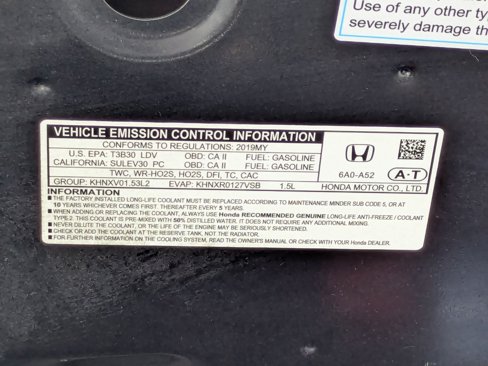 Use of any other ty
severely damage th
VEHICLE EMISSION CONTROL INFORMATION
CONFORMS TO REGULATIONS: 2019MY
U.S. EPA: T3B30 LDV OBD: CA II FUEL: GASOLINE
CALIFORNIA: SULEV30 PC OBD: CA II FUEL: GASOLINE
TWC, WR-HO2S, HO2S, DFI, TC, CAC
GROUP: KHNXV01.53L2 EVAP: KHNXR0127VSB 1.5L
6A0-A52
A·T
HONDA MOTOR CO., LTD.
INFORMATION
■ THE FACTORY INSTALLED LONG-LIFE COOLANT MUST BE REPLACED ACCORDING TO MAINTENANCE MINDER SUB CODE 5, OR AT
10 YEARS WHICHEVER COMES FIRST. THEREAFTER EVERY 5 YEARS.
■ WHEN ADDING OR REPLACING THE COOLANT, ALWAYS USE Honda RECOMMENDED GENUINE LONG-LIFE ANTI-FREEZE / COOLANT
TYPE 2. THIS COOLANT IS PRE-MIXED WITH 50% DISTILLED WATER. IT DOES NOT REQUIRE ANY ADDITIONAL MIXING.
■ NEVER DILUTE THE COOLANT, OR THE LIFE OF THE ENGINE MAY BE SERIOUSLY SHORTENED.
■ CHECK OR ADD THE COOLANT AT THE RESERVE TANK, NOT THE RADIATOR.
■ FOR FURTHER INFORMATION ON THE COOLING SYSTEM, READ THE OWNER'S MANUAL OR CHECK WITH YOUR Honda DEALER.